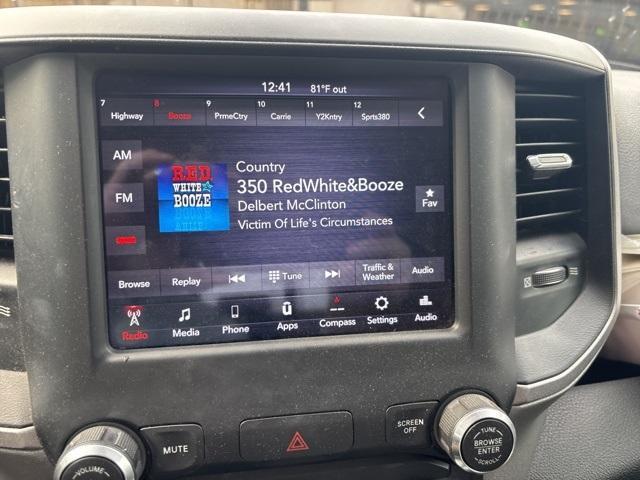 12:41 81°F out
7 8 9 10 11 12
Highway Booze PrmeCtry Carrie Y2Kntry Sprts380
AM
FM
RED
WHITE
BOOZE
Country
350 RedWhite&Booze
Delbert McClinton
Victim Of Life's Circumstances
Fav
Browse Replay Tune Traffic & Weather Audio
Radio Media Phone Apps Compass Settings Audio
VOLUME
MUTE
SCREEN OFF
TUNE
BROWSE
ENTER
SCROLL